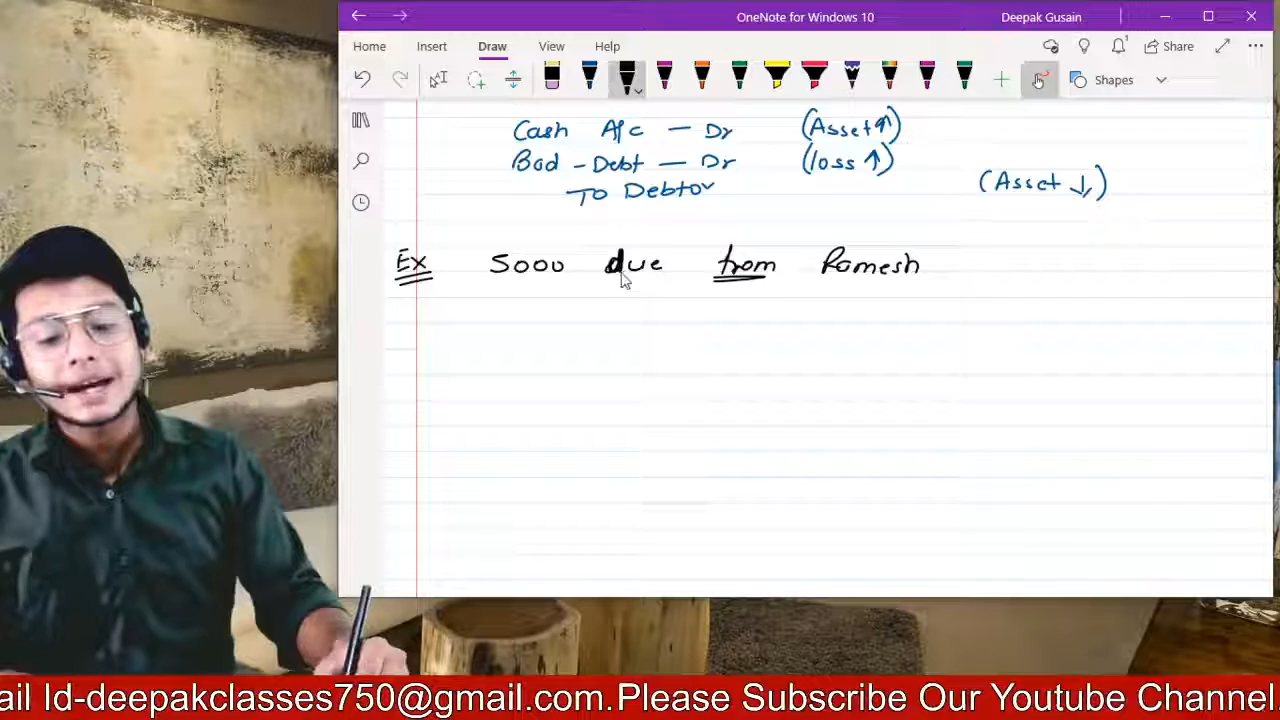 OneNote for Windows 10
Deepak Gusain
Home Insert Draw View Help
Share
Shapes
Cash A/c — Dr (Asset ↑)
Bad - Debt — Dr (loss ↑)
To Debtor (Asset ↓)
Ex 5000 due from Ramesh
ail Id-deepakclasses750@gmail.com.Please Subscribe Our Youtube Channel.